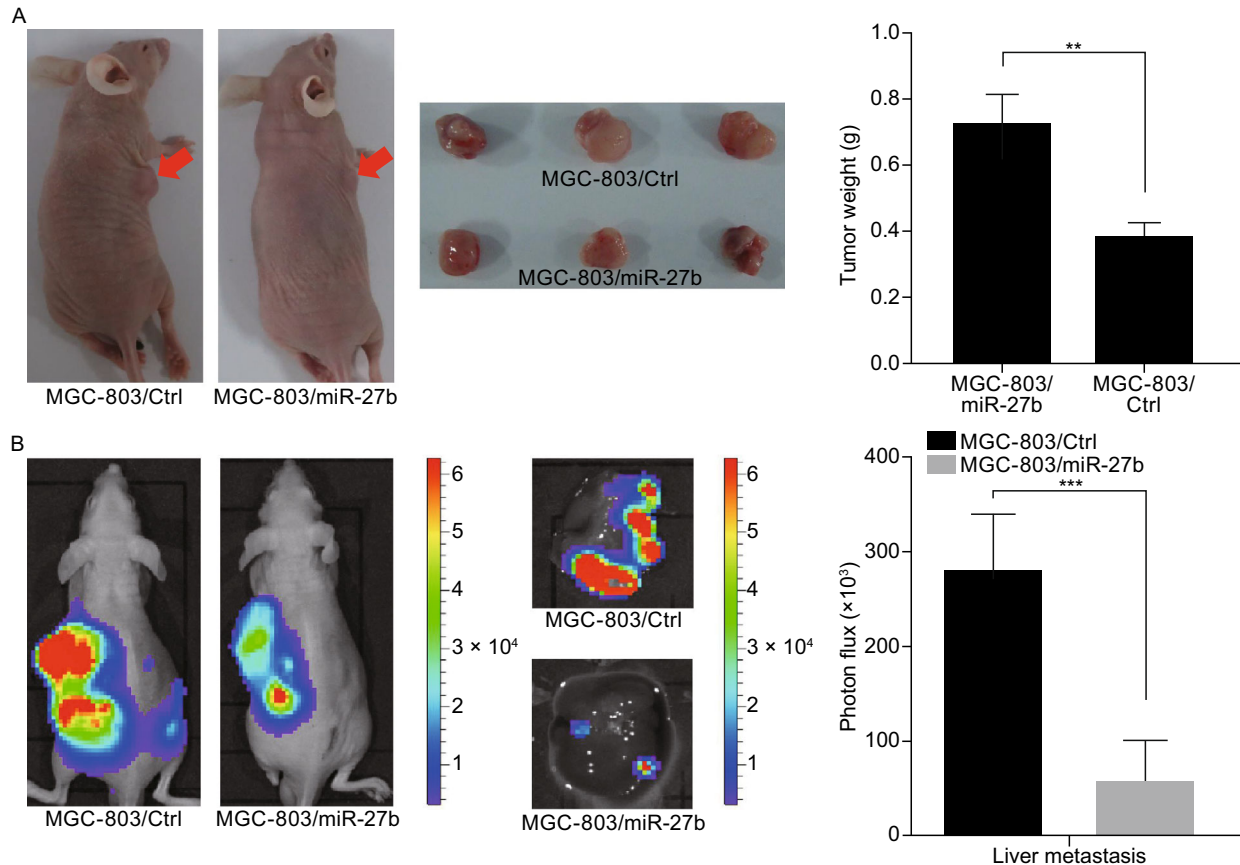 A
MGC-803/Ctrl
MGC-803/miR-27b
MGC-803/Ctrl
MGC-803/miR-27b
1.0
0.8
0.6
0.4
0.2
0.0
Tumor weight (g)
**
MGC-803/
miR-27b
MGC-803/
Ctrl
B
MGC-803/Ctrl
MGC-803/miR-27b
6
5
4
3 × 10⁴
2
1
MGC-803/Ctrl
MGC-803/miR-27b
6
5
4
3 × 10⁴
2
1
MGC-803/Ctrl
MGC-803/miR-27b
***
400
300
200
100
0
Photon flux (×10³)
Liver metastasis